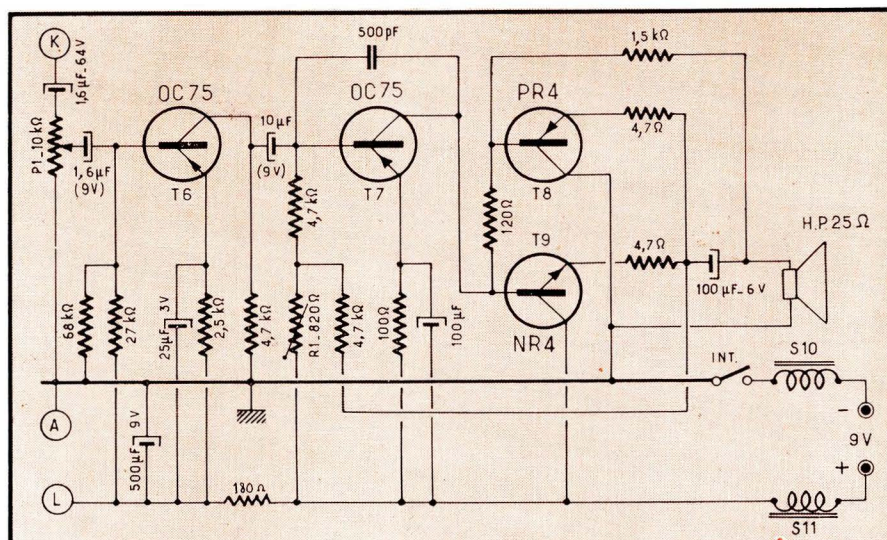 K
1,6µF-64V
P1-10kΩ
1,6µF
(9V)
OC75
T6
10µF
(9V)
500pF
OC75
T7
4,7kΩ
1,5kΩ
PR4
4,7Ω
T8
120Ω
T9
4,7Ω
NR4
H.P. 25Ω
100µF-6V
68kΩ
27kΩ
25µF
3V
2,5kΩ
4,7kΩ
R1-820Ω
4,7kΩ
100Ω
100µF
INT.
S10
-
9V
+
S11
A
500µF
9V
L
180Ω